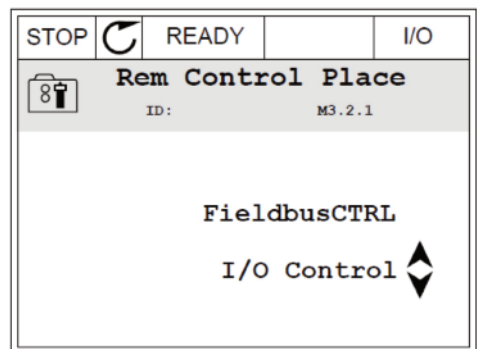 STOP READY I/O
Rem Control Place
ID: M3.2.1
FieldbusCTRL
I/O Control